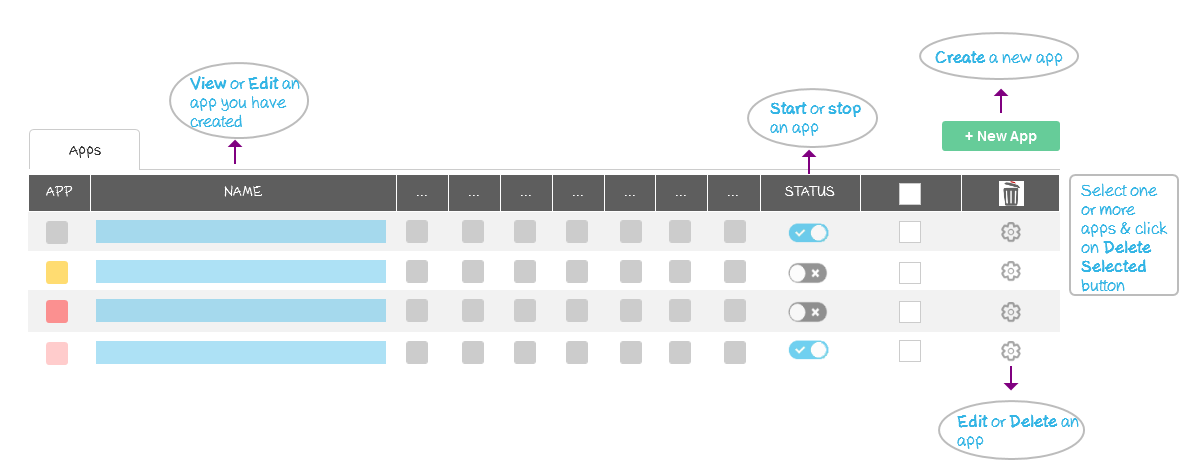 Create a new app
View or Edit an
app you have
created
Start or stop
an app
+ New App
Apps
APP NAME ... ... ... ... ... ... ... STATUS
Select one
or more
apps & click
on Delete
Selected
button
Edit or Delete an
app